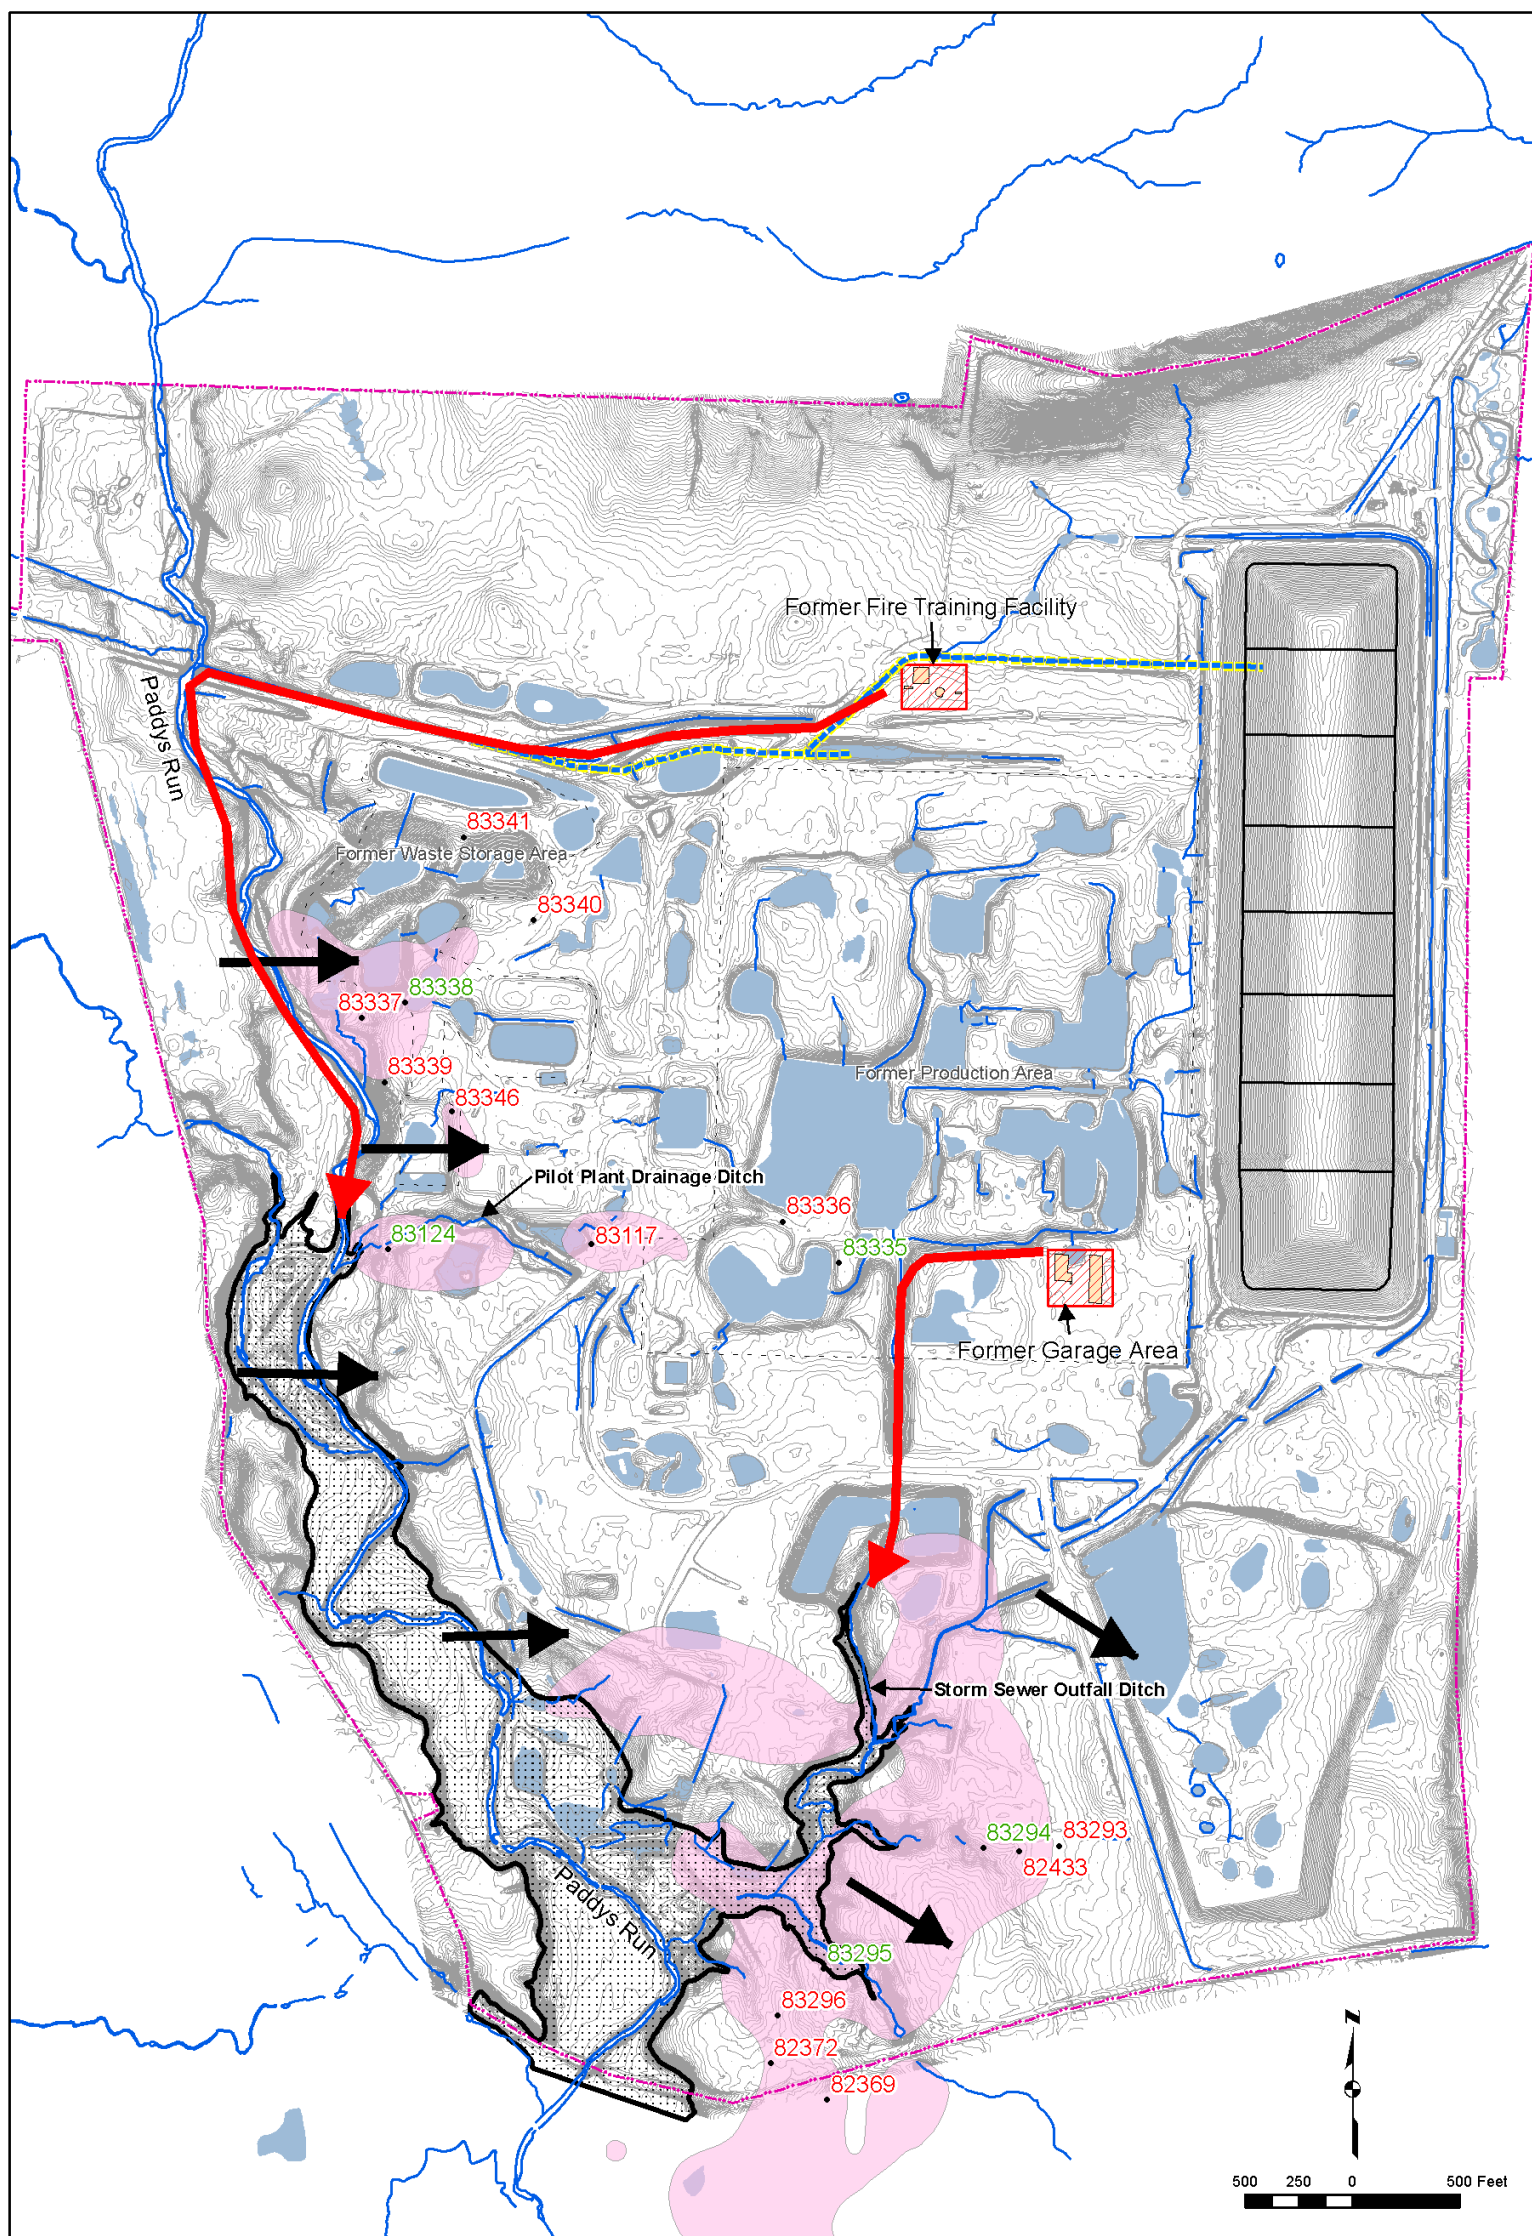 Former Fire Training Facility
Paddys Run
83341
Former Waste Storage Area
83340
83338
83337
Former Production Area
83339
83346
Pilot Plant Drainage Ditch
83336
83124
83117
83335
Former Garage Area
Storm Sewer Outfall Ditch
83293
83294
82433
Paddys Run
83295
83296
82372
82369
N
500 250 0 500 Feet